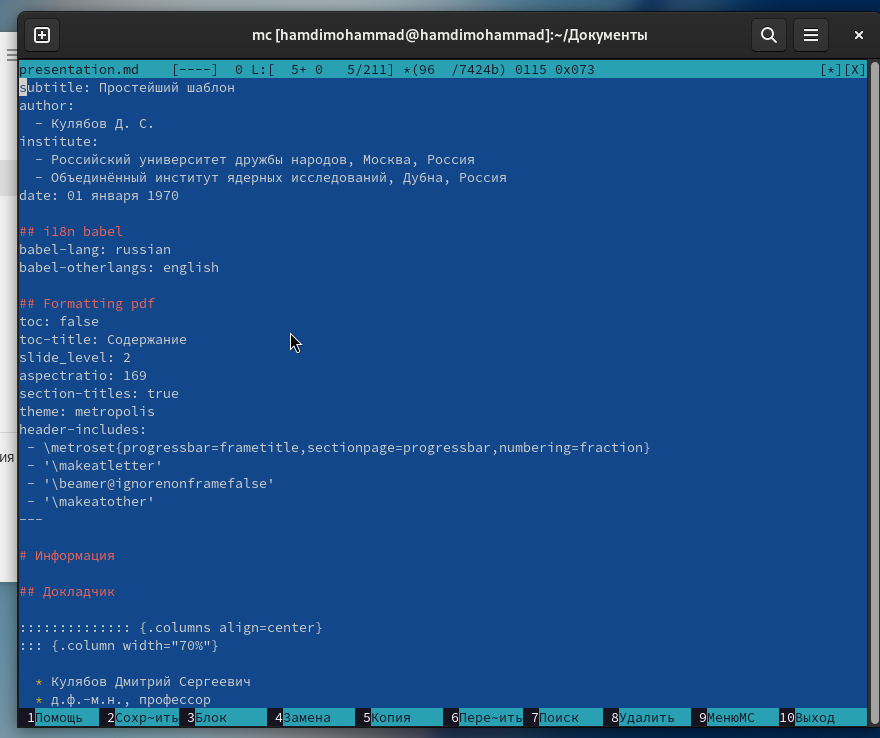 mc [hamdimohammad@hamdimohammad]:~/Документы
presentation.md    [----]  0 L:[  5+ 0   5/211] *(96  /7424b) 0115 0x073    [*][X]
subtitle: Простейший шаблон
author:
  - Кулябов Д. С.
institute:
  - Российский университет дружбы народов, Москва, Россия
  - Объединённый институт ядерных исследований, Дубна, Россия
date: 01 января 1970
## i18n babel
babel-lang: russian
babel-otherlangs: english
## Formatting pdf
toc: false
toc-title: Содержание
slide_level: 2
aspectratio: 169
section-titles: true
theme: metropolis
header-includes:
 - \metroset{progressbar=frametitle,sectionpage=progressbar,numbering=fraction}
 - '\makeatletter'
 - '\beamer@ignorenonframefalse'
 - '\makeatother'
---
ия
# Информация
## Докладчик
:::::::::::::: {.columns align=center}
::: {.column width="70%"}
  * Кулябов Дмитрий Сергеевич
  * д.ф.-м.н., профессор
1Помощь 2Сохр~ить 3Блок 4Замена 5Копия 6Пере~ить 7Поиск 8Удалить 9МенюMC 10Выход